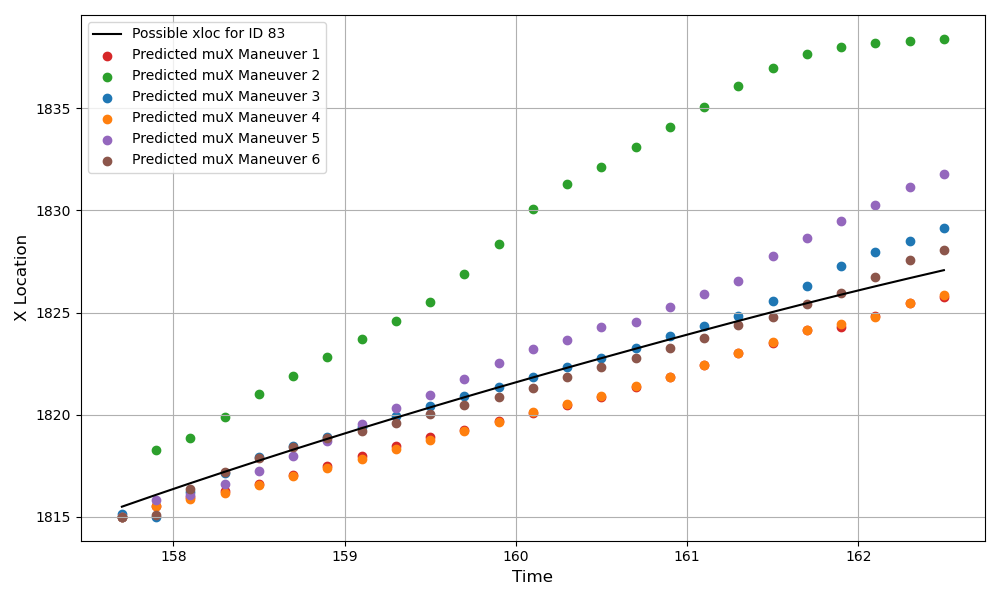 Possible xloc for ID 83
Predicted muX Maneuver 1
Predicted muX Maneuver 2
Predicted muX Maneuver 3
Predicted muX Maneuver 4
Predicted muX Maneuver 5
Predicted muX Maneuver 6
1835
1830
1825
1820
1815
X Location
158
159
160
161
162
Time